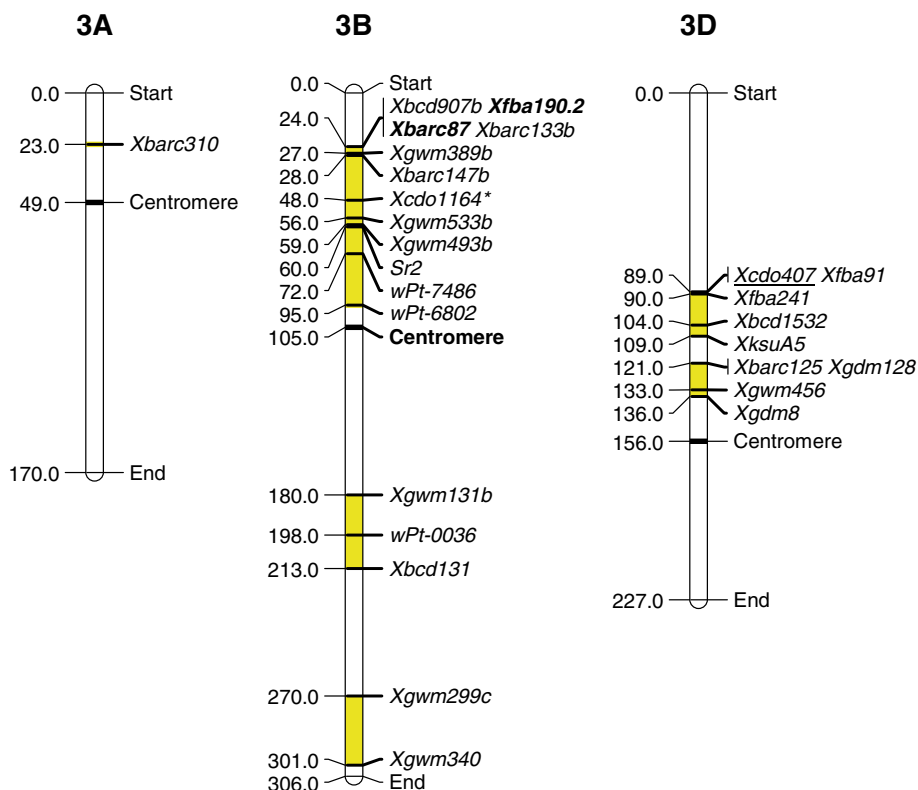 3A
0.0 Start
23.0 Xbarc310
49.0 Centromere
170.0 End
3B
0.0 Start
24.0 Xbcd907b Xfba190.2
Xbarc87 Xbarc133b
27.0 Xgwm389b
28.0 Xbarc147b
48.0 Xcdo1164*
56.0 Xgwm533b
59.0 Xgwm493b
60.0 Sr2
72.0 wPt-7486
95.0 wPt-6802
105.0 Centromere
180.0 Xgwm131b
198.0 wPt-0036
213.0 Xbcd131
270.0 Xgwm299c
301.0 Xgwm340
306.0 End
3D
0.0 Start
89.0 Xcdo407 Xfba91
90.0 Xfba241
104.0 Xbcd1532
109.0 XksuA5
121.0 Xbarc125 Xgdm128
133.0 Xgwm456
136.0 Xgdm8
156.0 Centromere
227.0 End